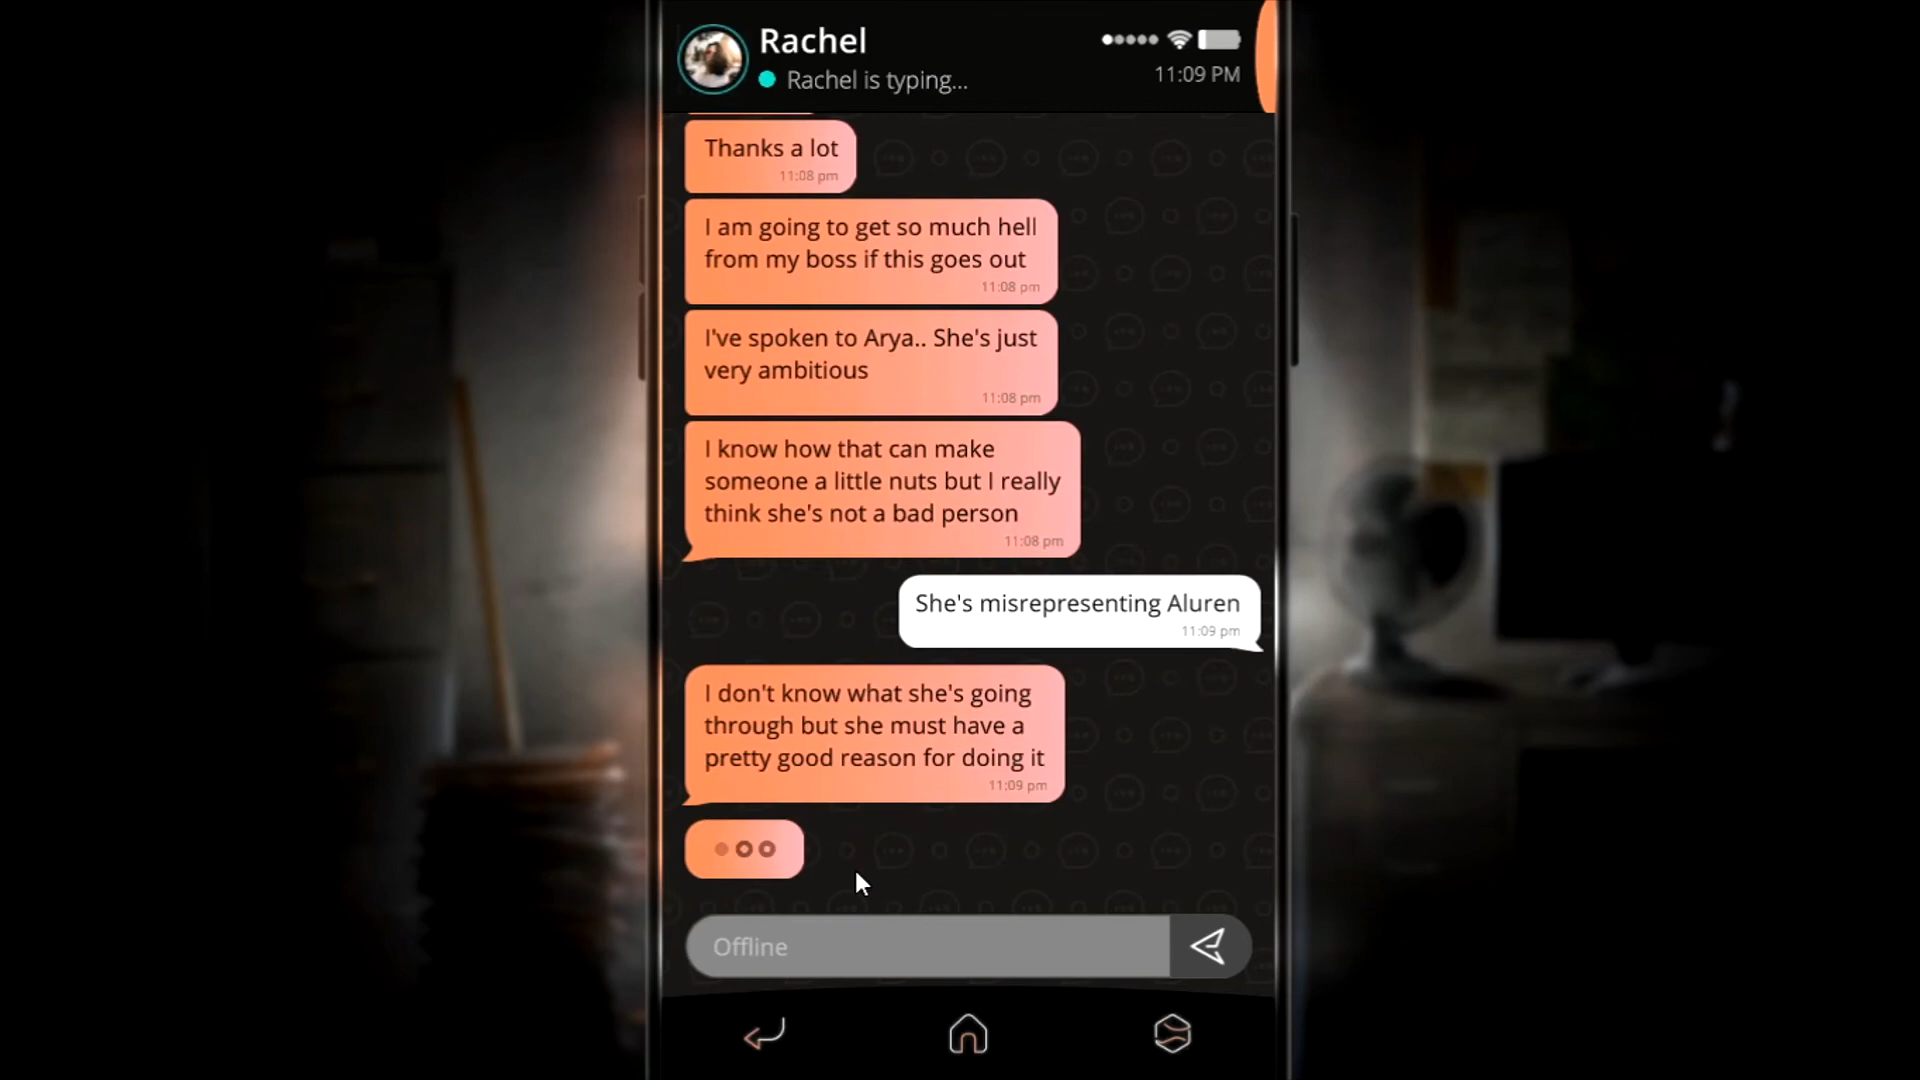 Rachel
Rachel is typing...
11:09 PM
Thanks a lot
11:08 pm
I am going to get so much hell
from my boss if this goes out
11:08 pm
I've spoken to Arya.. She's just
very ambitious
11:08 pm
I know how that can make
someone a little nuts but I really
think she's not a bad person
11:08 pm
She's misrepresenting Aluren
11:09 pm
I don't know what she's going
through but she must have a
pretty good reason for doing it
11:09 pm
Offline